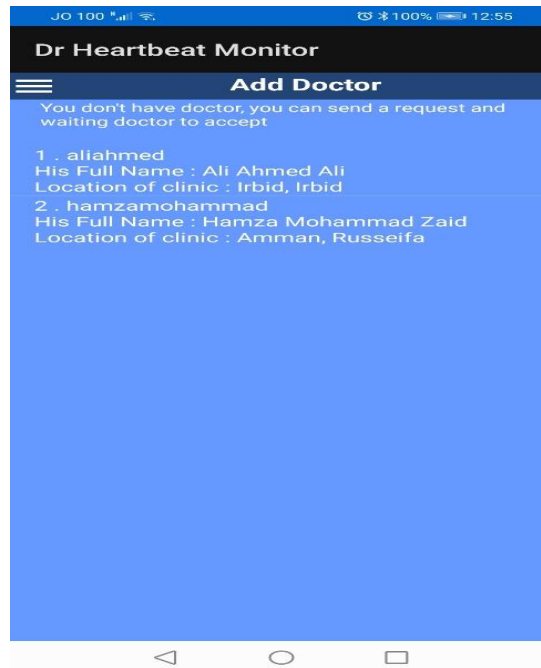 JO 100 12:55
100%
Dr Heartbeat Monitor
Add Doctor
You don't have doctor, you can send a request and
waiting doctor to accept
1 . aliahmed
His Full Name : Ali Ahmed Ali
Location of clinic : Irbid, Irbid
2 . hamzamohammad
His Full Name : Hamza Mohammad Zaid
Location of clinic : Amman, Russeifa